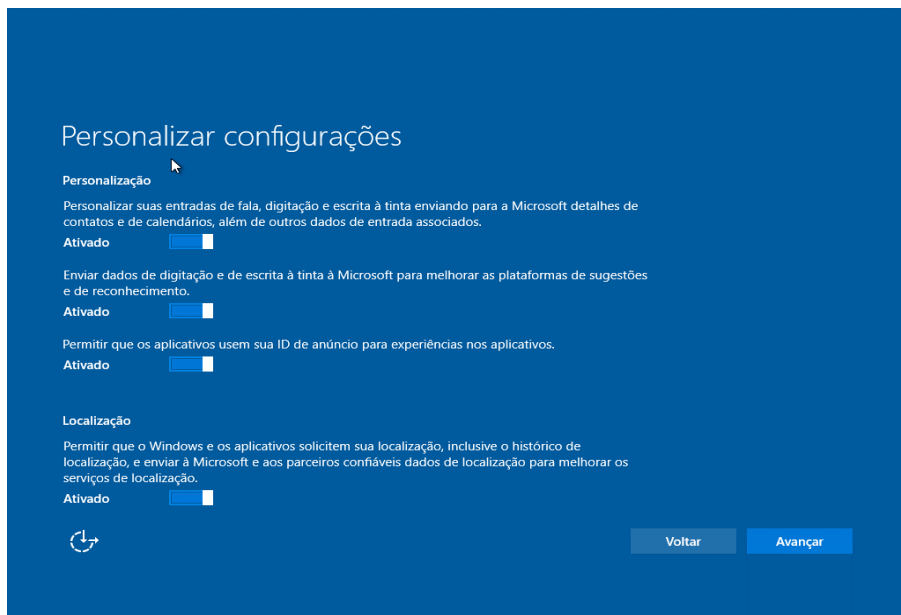 Personalizar configurações
Personalização
Personalizar suas entradas de fala, digitação e escrita à tinta enviando para a Microsoft detalhes de
contatos e de calendários, além de outros dados de entrada associados.
Ativado
Enviar dados de digitação e de escrita à tinta à Microsoft para melhorar as plataformas de sugestões
e de reconhecimento.
Ativado
Permitir que os aplicativos usem sua ID de anúncio para experiências nos aplicativos.
Ativado
Localização
Permitir que o Windows e os aplicativos solicitem sua localização, inclusive o histórico de
localização, e enviar à Microsoft e aos parceiros confiáveis dados de localização para melhorar os
serviços de localização.
Ativado
Voltar
Avançar